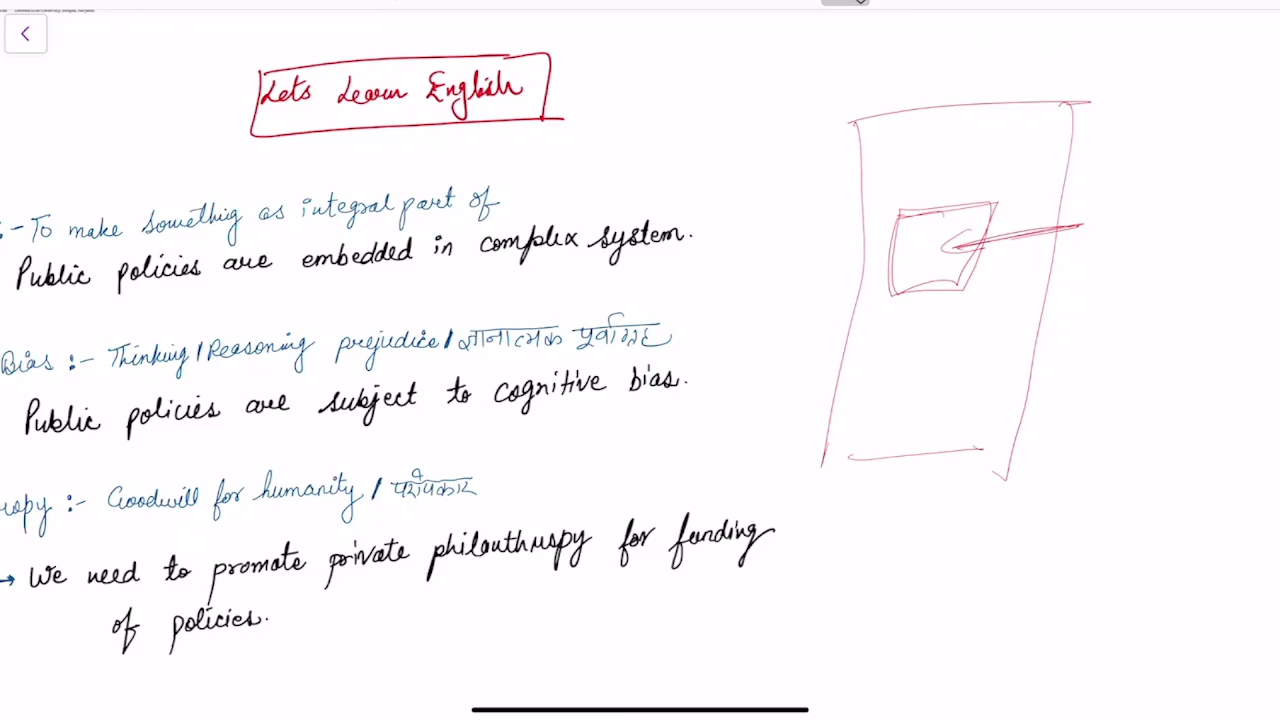 Lets Learn English
:- To make something as integral part of
Public policies are embedded in complex system.
Bias :- Thinking/Reasoning prejudice/ज्ञानात्मक पूर्वाग्रह
Public policies are subject to cognitive bias.
ropy :- Goodwill for humanity/परोपकार
→ We need to promote private philanthropy for funding
of policies.